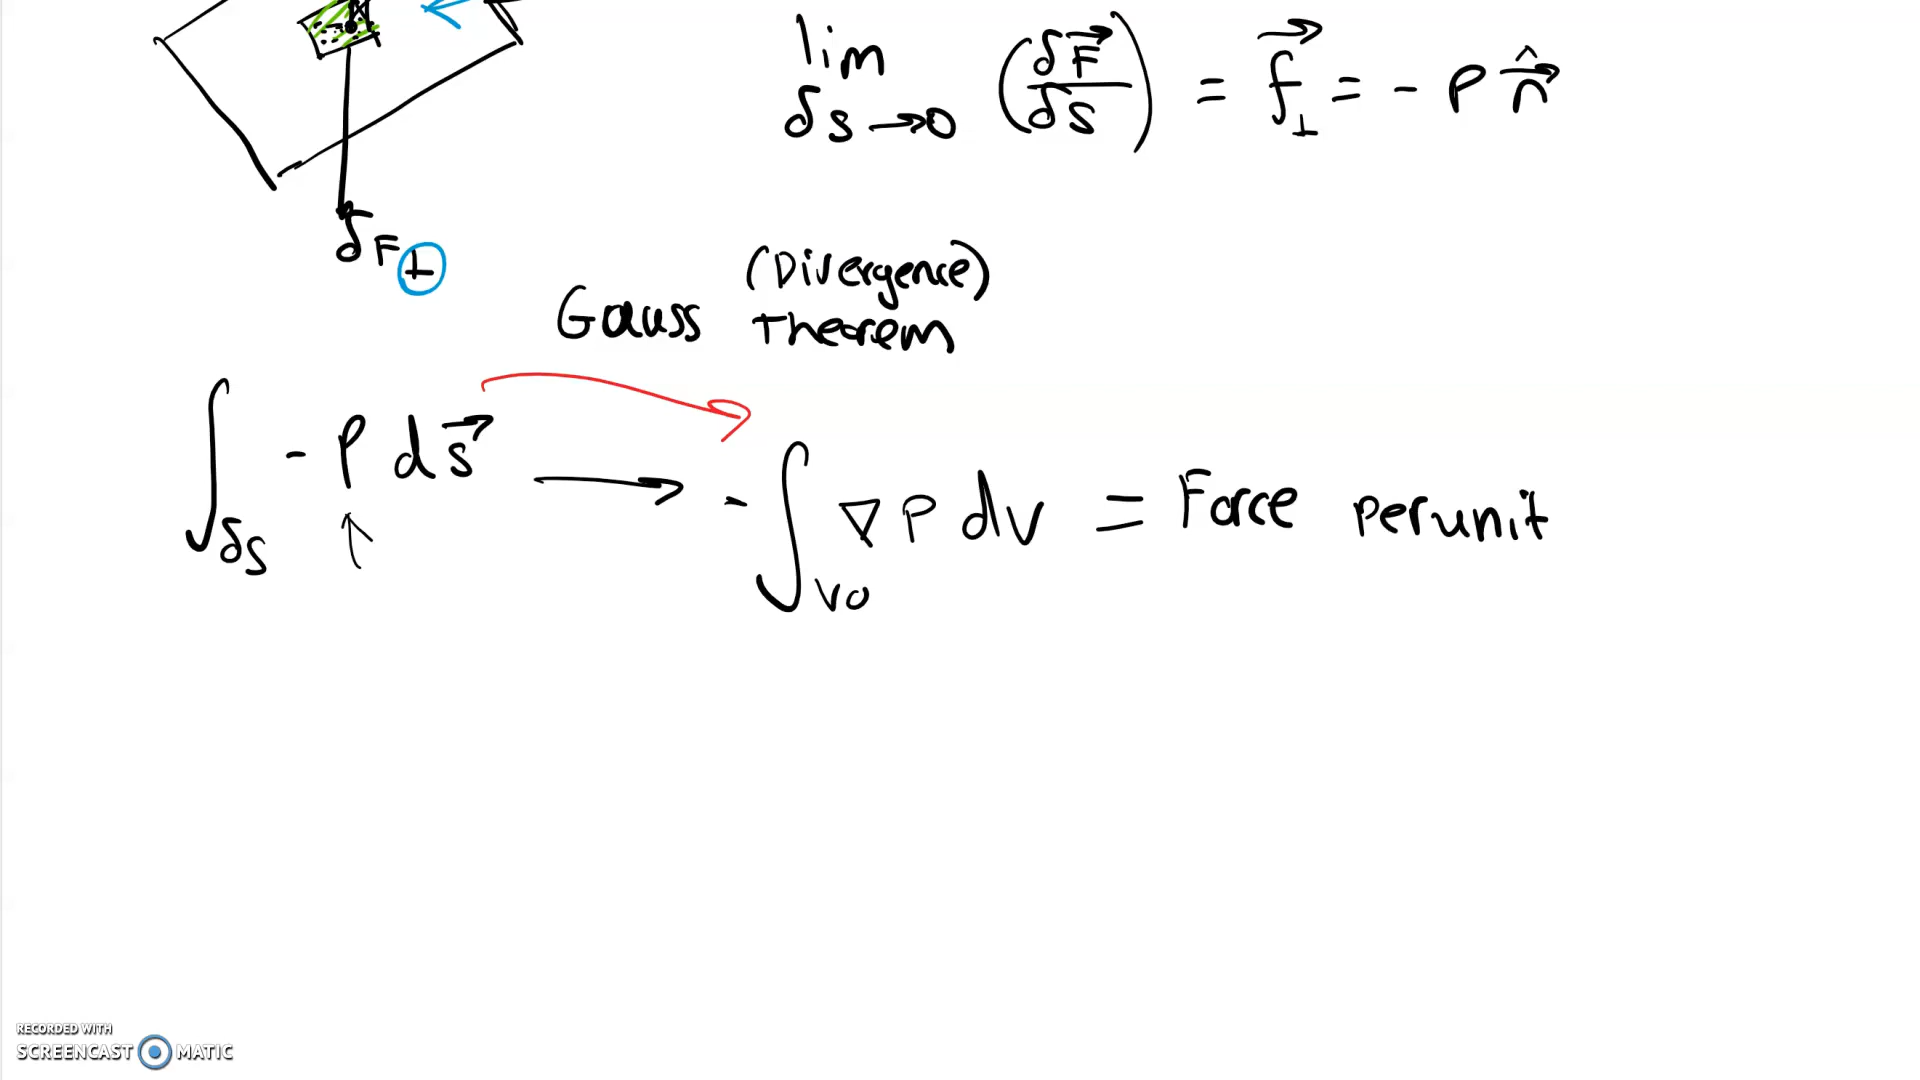 lim δs→0 (δF⃗/δs) = f⃗⊥ = - P n̂⃗
δF⊥
(Divergence)
Gauss Theorem
∫δs - P ds⃗ → - ∫vo ∇P dv = Force perunit
RECORDED WITH
SCREENCAST MATIC